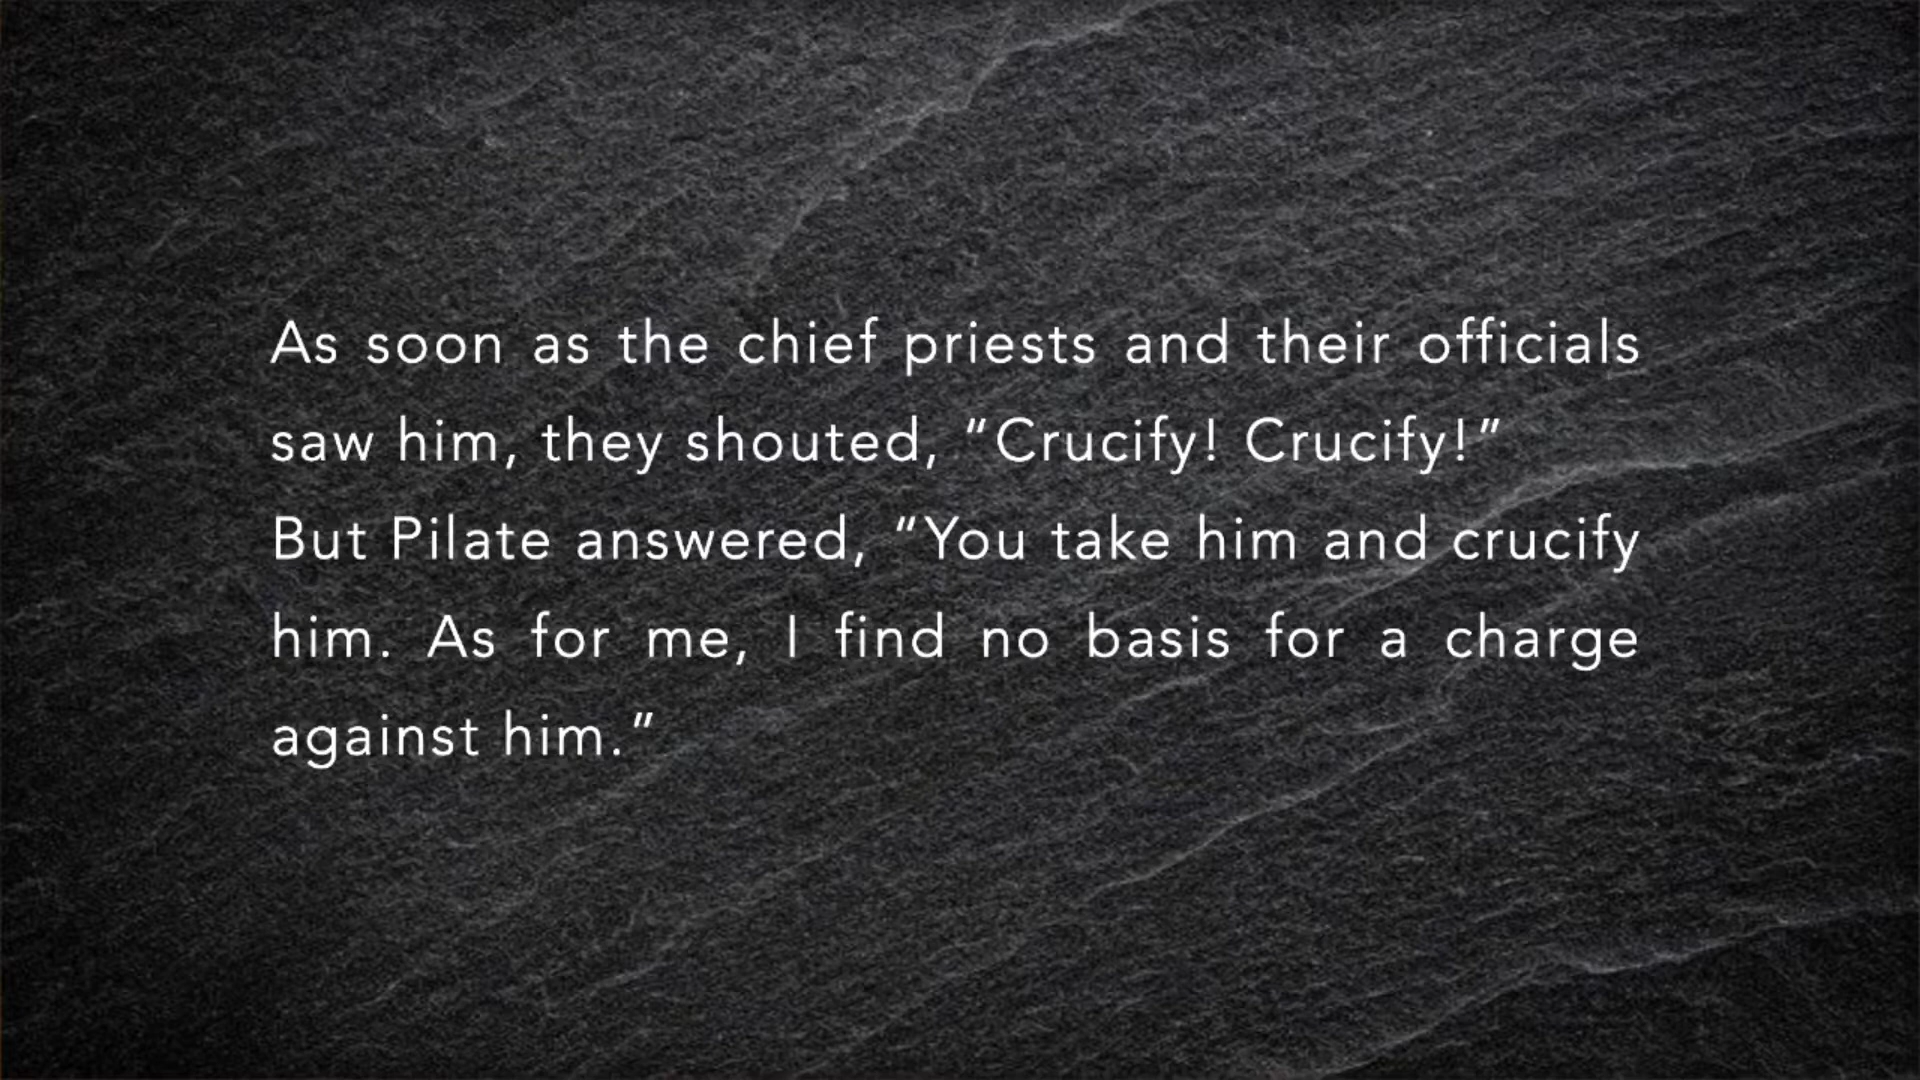 As soon as the chief priests and their officials
saw him, they shouted, “Crucify! Crucify!”
But Pilate answered, “You take him and crucify
him. As for me, I find no basis for a charge
against him.”